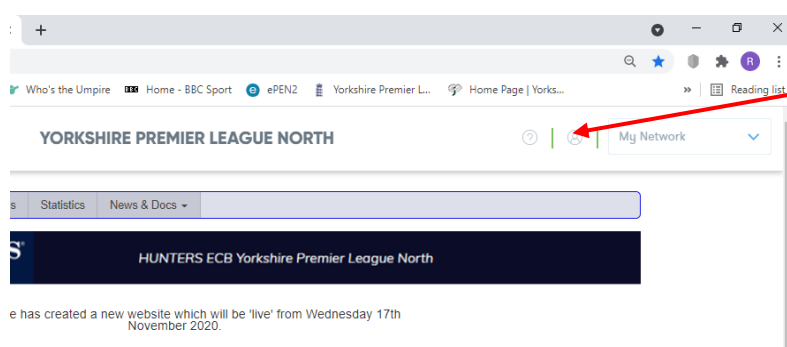 Who's the Umpire BBC Home - BBC Sport e ePEN2 Yorkshire Premier L... Home Page | Yorks... » Reading list
YORKSHIRE PREMIER LEAGUE NORTH ? My Network
s Statistics News & Docs
S HUNTERS ECB Yorkshire Premier League North
e has created a new website which will be 'live' from Wednesday 17th
November 2020.